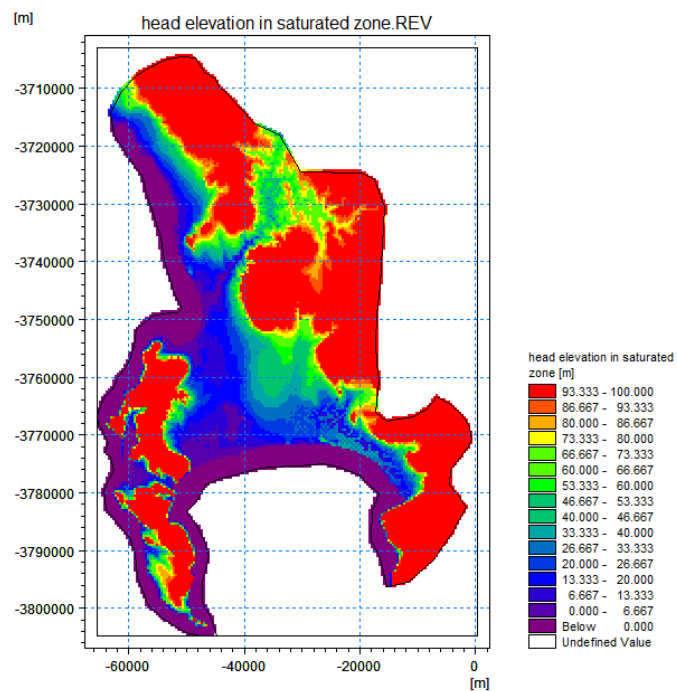 [m]
head elevation in saturated zone.REV
-3710000
-3720000
-3730000
-3740000
-3750000
-3760000
-3770000
-3780000
-3790000
-3800000
-60000
-40000
-20000
0
[m]
head elevation in saturated
zone [m]
93.333 - 100.000
86.667 - 93.333
80.000 - 86.667
73.333 - 80.000
66.667 - 73.333
60.000 - 66.667
53.333 - 60.000
46.667 - 53.333
40.000 - 46.667
33.333 - 40.000
26.667 - 33.333
20.000 - 26.667
13.333 - 20.000
6.667 - 13.333
0.000 - 6.667
Below 0.000
Undefined Value